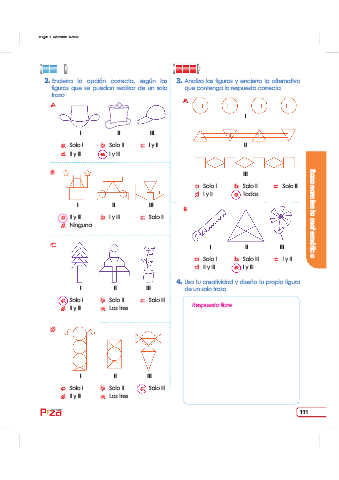 2. Encierra la opción correcta, según las
figuras que se puedan realizar de un solo
trazo
A.
I II III
a. Solo I b. Solo II c. I y II
d. II y III e. I y III
B.
I II III
a. II y III b. I y III c. Solo II
d. Ninguna
C.
I II III
a. Solo I b. Solo II c. Solo III
d. II y III e. Los tres
D.
I II III
a. Solo I b. Solo II c. Solo III
d. II y III e. Los tres
3. Analiza las figuras y encierra la alternativa
que contenga la respuesta correcta
A.
I
II
III
a. Solo I b. Solo II c. Solo III
d. I y II e. Todas
B.
I II III
a. Solo I b. Solo III c. I y II
d. II y III e. I y III
4. Usa tu creatividad y diseña tu propia figura
de un solo trazo
Respuesta libre
Razonamiento matemático
111